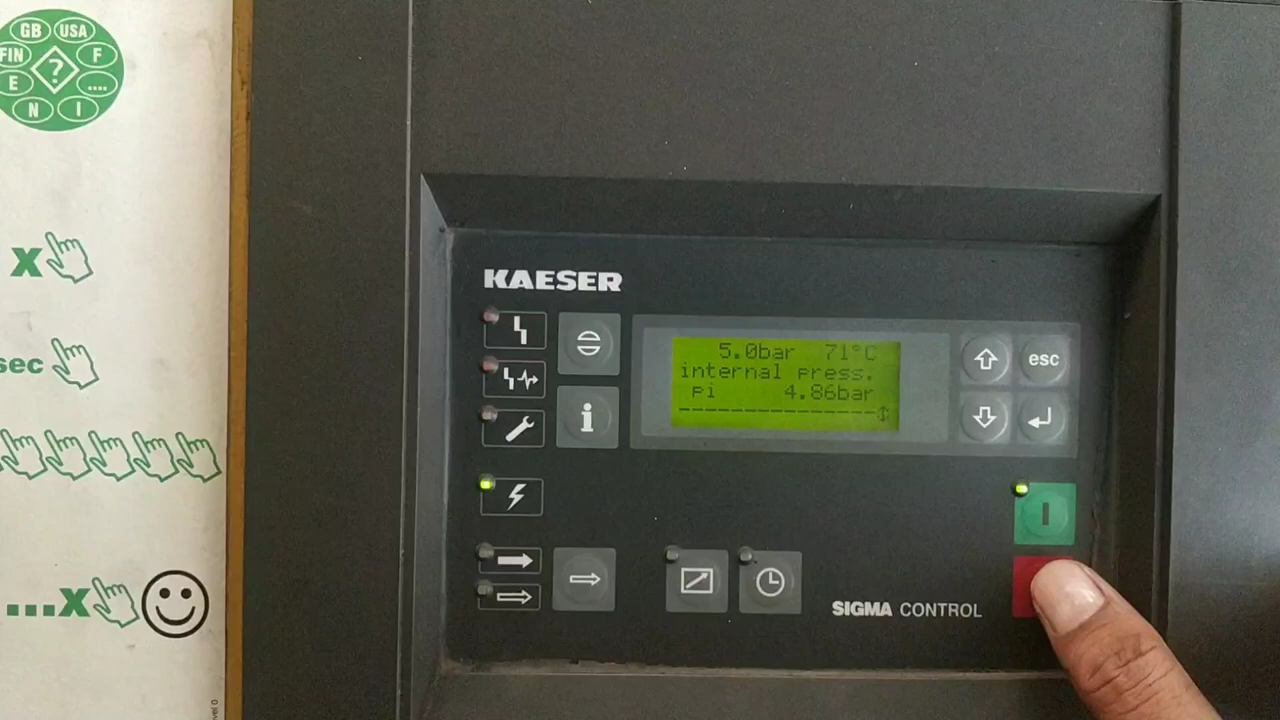 GB USA
FIN F
? 
E ....
N I
x
sec
...x
KAESER
5.0bar 71°C
internal press.
pi 4.86bar
esc
i
I
SIGMA CONTROL